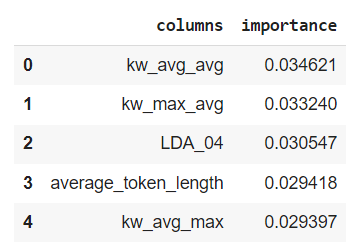 columns importance
0 kw_avg_avg 0.034621
1 kw_max_avg 0.033240
2 LDA_04 0.030547
3 average_token_length 0.029418
4 kw_avg_max 0.029397